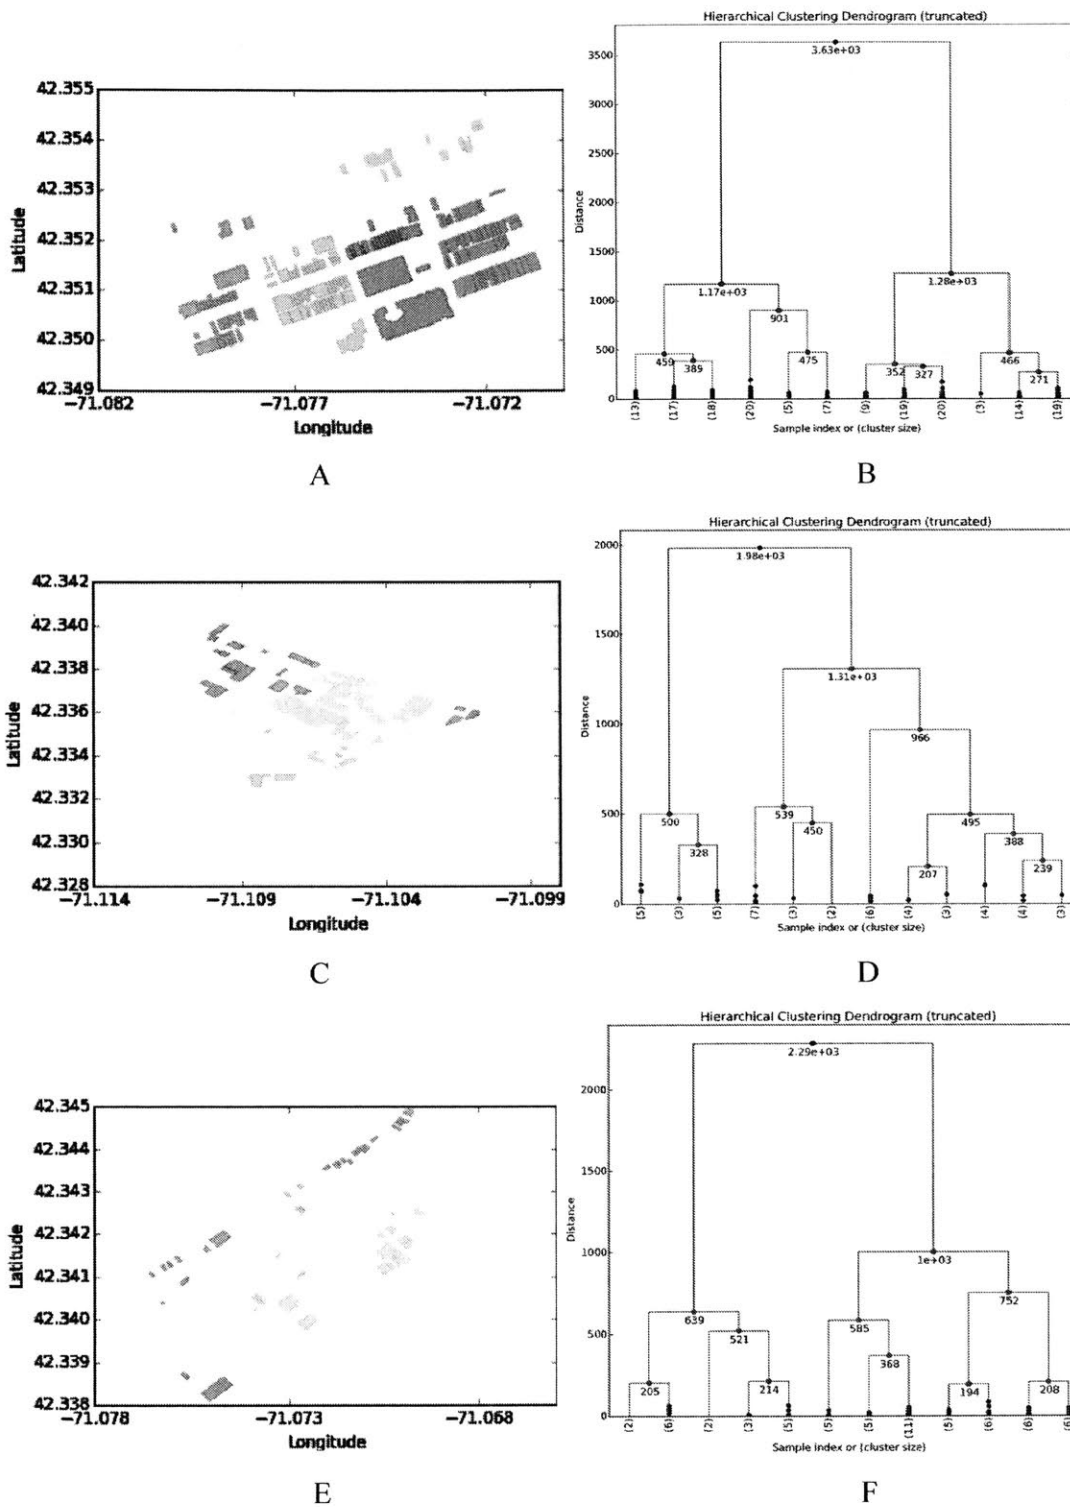 Hierarchical Clustering Dendrogram (truncated)
42.355
42.354
42.353
42.352
42.351
42.350
42.349
Latitude
−71.082 −71.077 −71.072
Longitude
A
3500
3000
2500
2000
1500
1000
500
0
Distance
3.63e+03
1.17e+03
1.28e+03
901
459
389
475
352
327
466
271
(13) (17) (18) (20) (5) (7) (9) (19) (20) (3) (14) (19)
Sample index or (cluster size)
B
Hierarchical Clustering Dendrogram (truncated)
42.342
42.340
42.338
42.336
42.334
42.332
42.330
42.328
Latitude
−71.114 −71.109 −71.104 −71.099
Longitude
C
2000
1500
1000
500
0
Distance
1.98e+03
1.31e+03
966
500
539
495
328
450
388
207
239
(5) (3) (5) (7) (3) (2) (6) (4) (3) (4) (4) (3)
Sample index or (cluster size)
D
Hierarchical Clustering Dendrogram (truncated)
42.345
42.344
42.343
42.342
42.341
42.340
42.339
42.338
Latitude
−71.078 −71.073 −71.068
Longitude
E
2000
1500
1000
500
0
Distance
2.29e+03
1e+03
752
639
585
521
368
205
214
194
208
(2) (6) (2) (3) (5) (5) (5) (11) (5) (6) (6) (6)
Sample index or (cluster size)
F